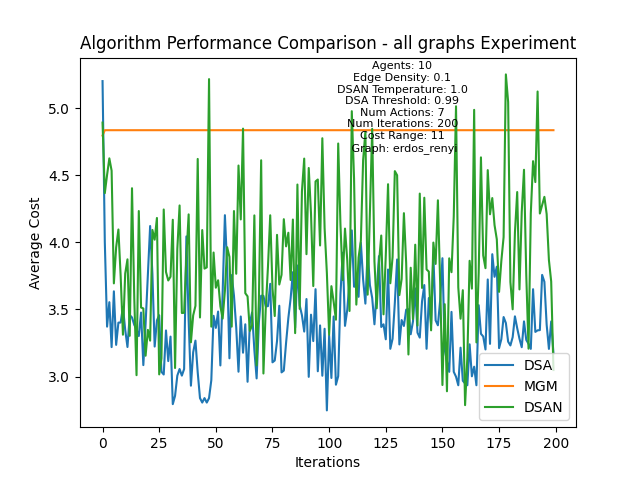 Algorithm Performance Comparison - all graphs Experiment
Agents: 10
Edge Density: 0.1
DSAN Temperature: 1.0
DSA Threshold: 0.99
Num Actions: 7
Num Iterations: 200
Cost Range: 11
Graph: erdos_renyi
Average Cost
5.0
4.5
4.0
3.5
3.0
DSA
MGM
DSAN
0
25
50
75
100
125
150
175
200
Iterations